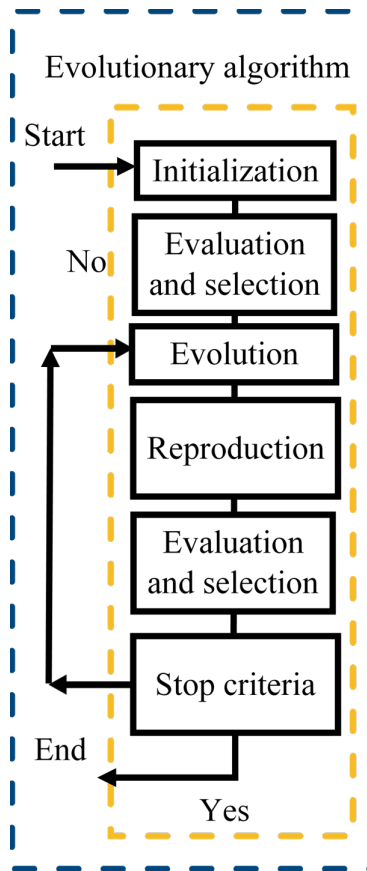 Evolutionary algorithm
Start
Initialization
No
Evaluation
and selection
Evolution
Reproduction
Evaluation
and selection
Stop criteria
End
Yes